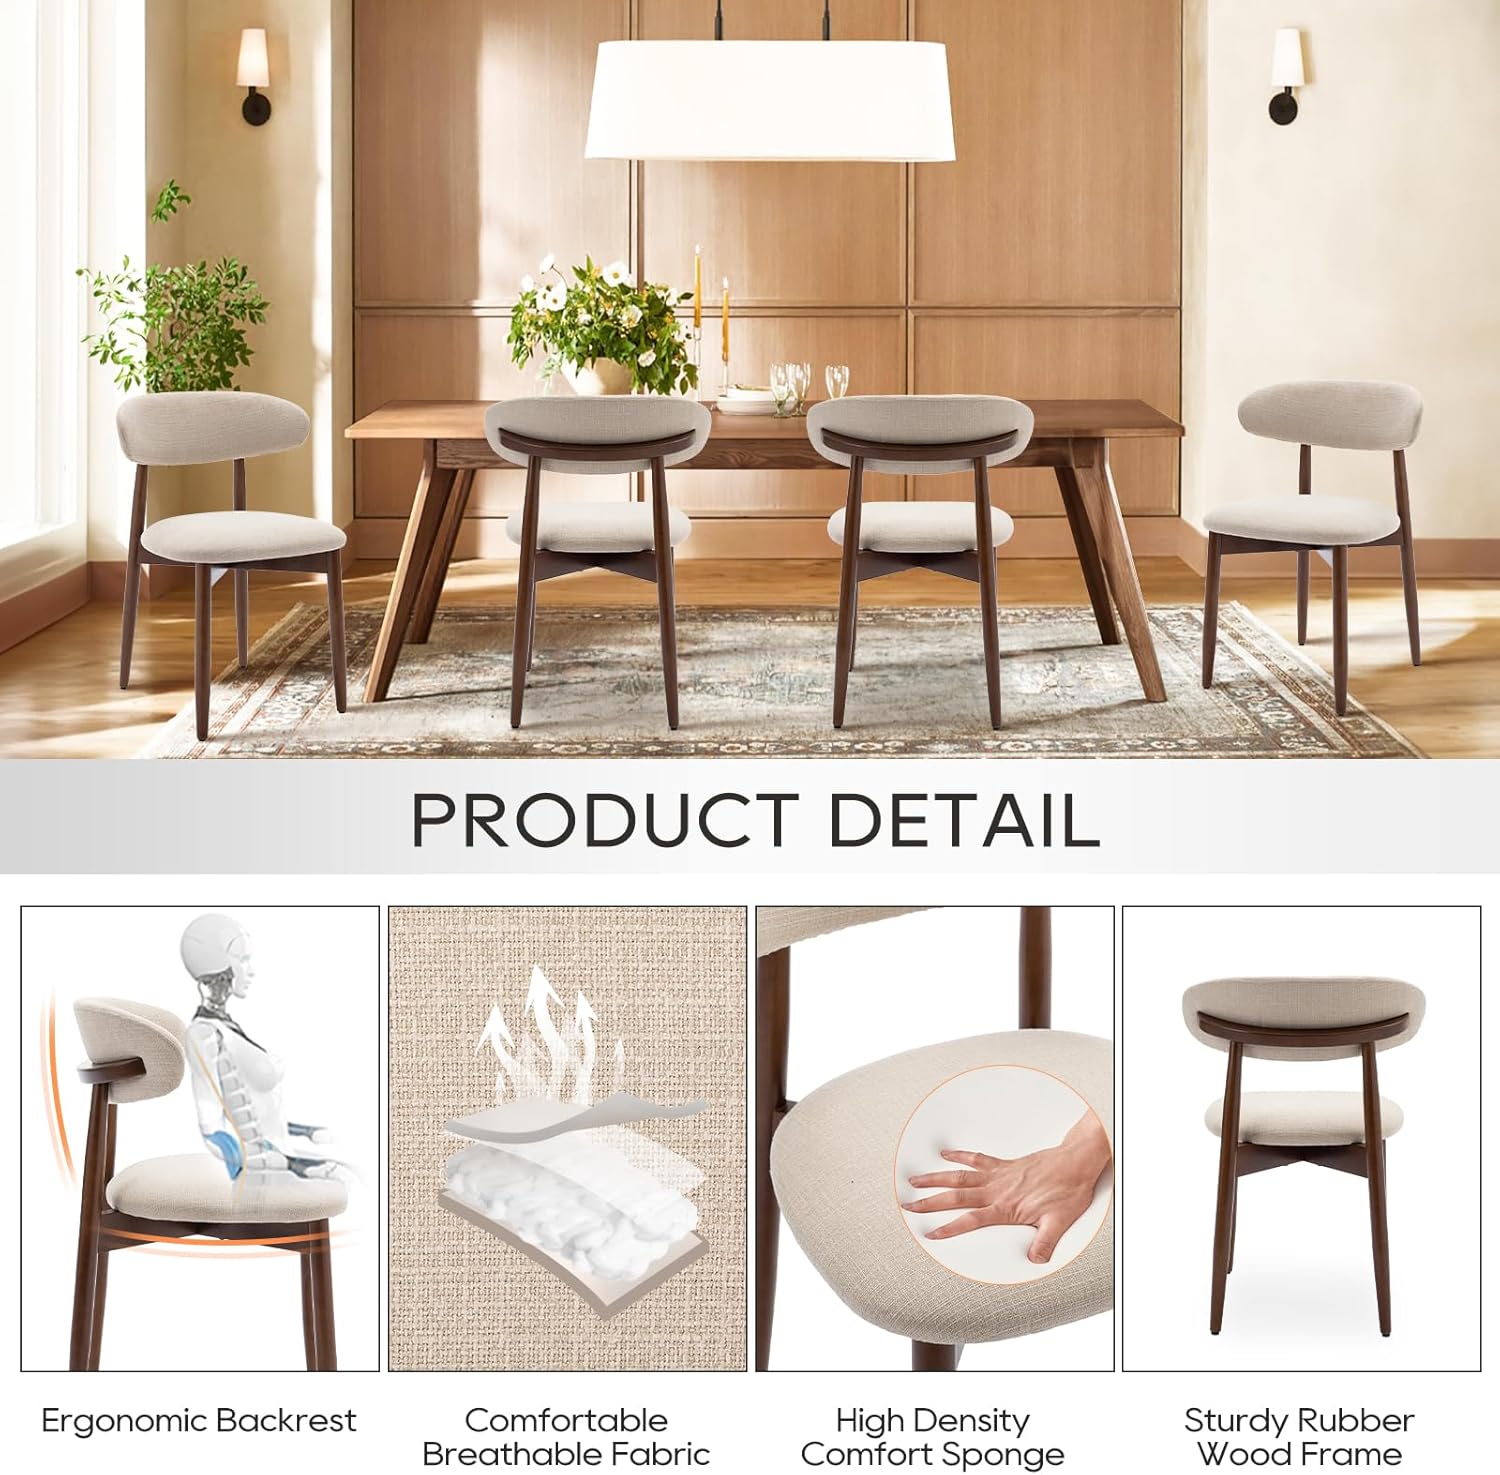 PRODUCT DETAIL
Ergonomic Backrest
Comfortable
Breathable Fabric
High Density
Comfort Sponge
Sturdy Rubber
Wood Frame